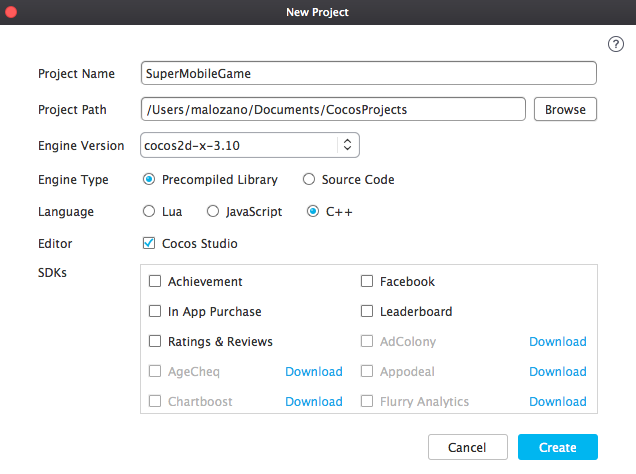 New Project
?
Project Name SuperMobileGame
Project Path /Users/malozano/Documents/CocosProjects Browse
Engine Version cocos2d-x-3.10
Engine Type Precompiled Library Source Code
Language Lua JavaScript C++
Editor Cocos Studio
SDKs
Achievement Facebook
In App Purchase Leaderboard
Ratings & Reviews AdColony Download
AgeCheq Download Appodeal Download
Chartboost Download Flurry Analytics Download
Cancel Create